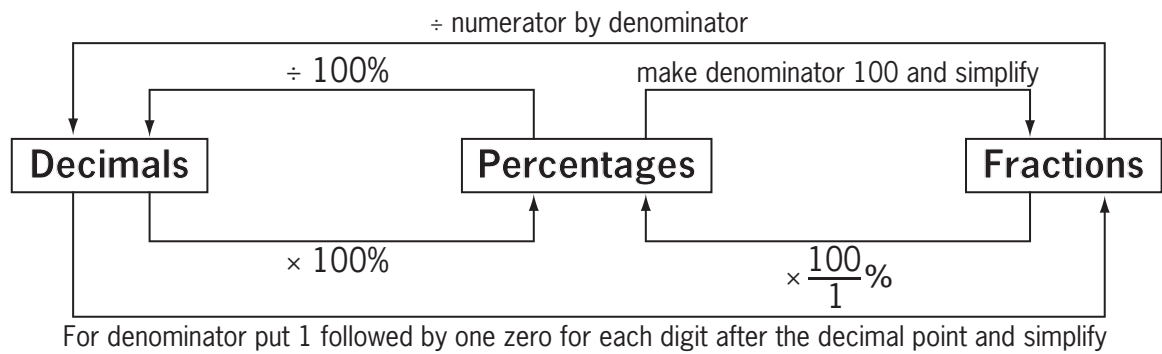 ÷ numerator by denominator
÷ 100%
make denominator 100 and simplify
Decimals
Percentages
Fractions
× 100%
× 100/1 %
For denominator put 1 followed by one zero for each digit after the decimal point and simplify